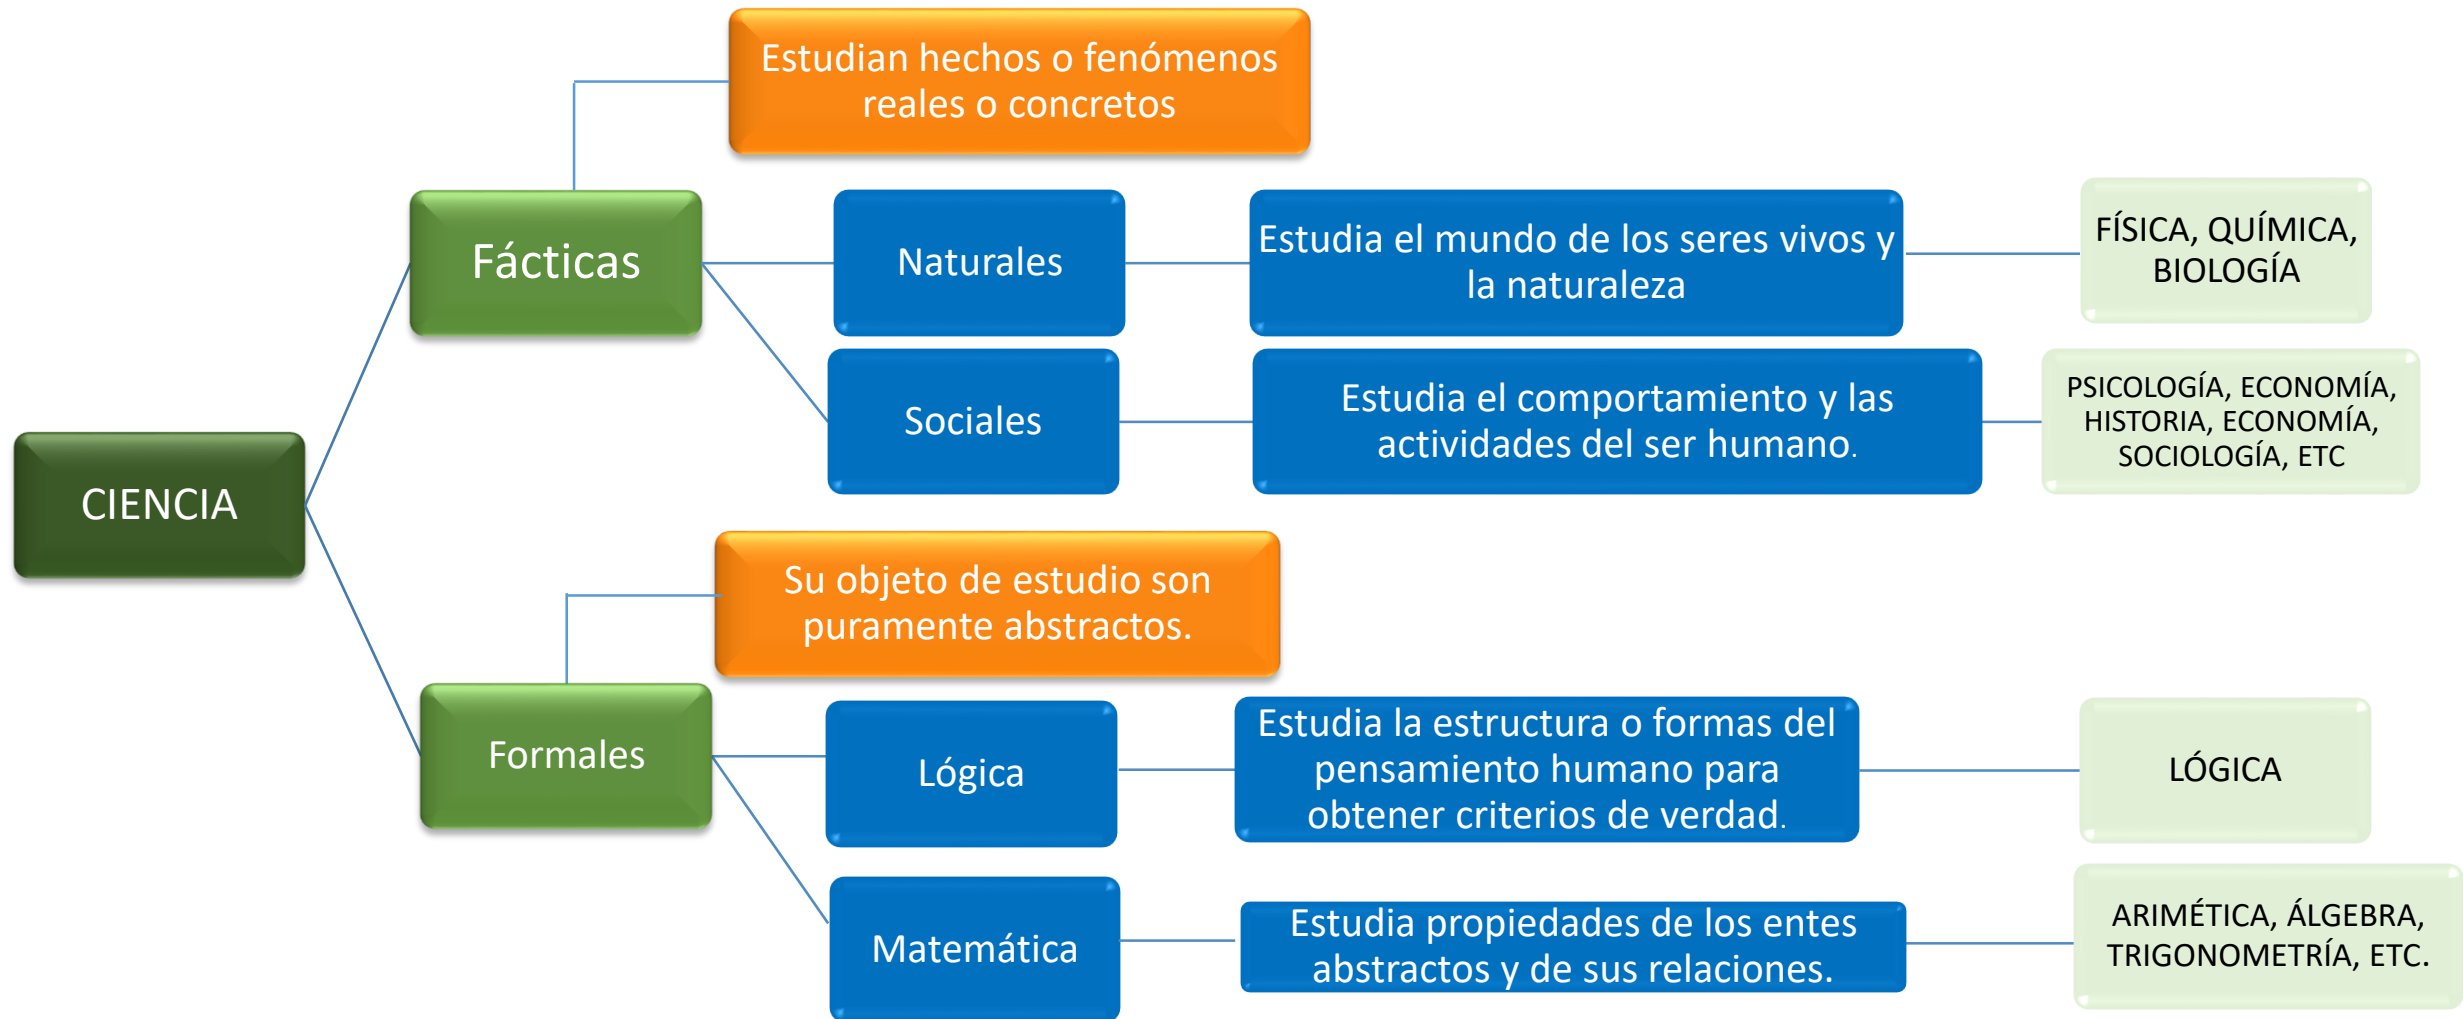 Estudian hechos o fenómenos
reales o concretos
Fácticas
Naturales
Estudia el mundo de los seres vivos y
la naturaleza
FÍSICA, QUÍMICA,
BIOLOGÍA
Sociales
Estudia el comportamiento y las
actividades del ser humano.
PSICOLOGÍA, ECONOMÍA,
HISTORIA, ECONOMÍA,
SOCIOLOGÍA, ETC
CIENCIA
Su objeto de estudio son
puramente abstractos.
Formales
Lógica
Estudia la estructura o formas del
pensamiento humano para
obtener criterios de verdad.
LÓGICA
Matemática
Estudia propiedades de los entes
abstractos y de sus relaciones.
ARIMÉTICA, ÁLGEBRA,
TRIGONOMETRÍA, ETC.